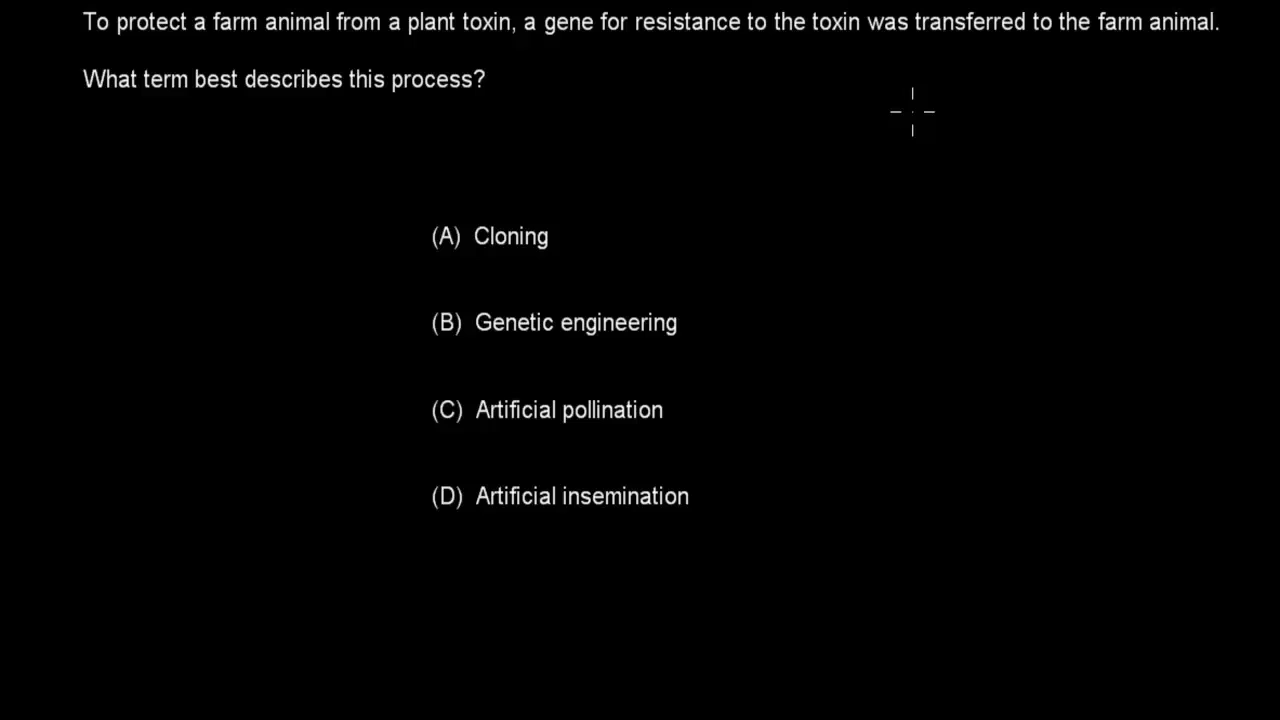 To protect a farm animal from a plant toxin, a gene for resistance to the toxin was transferred to the farm animal.
What term best describes this process?
(A) Cloning
(B) Genetic engineering
(C) Artificial pollination
(D) Artificial insemination